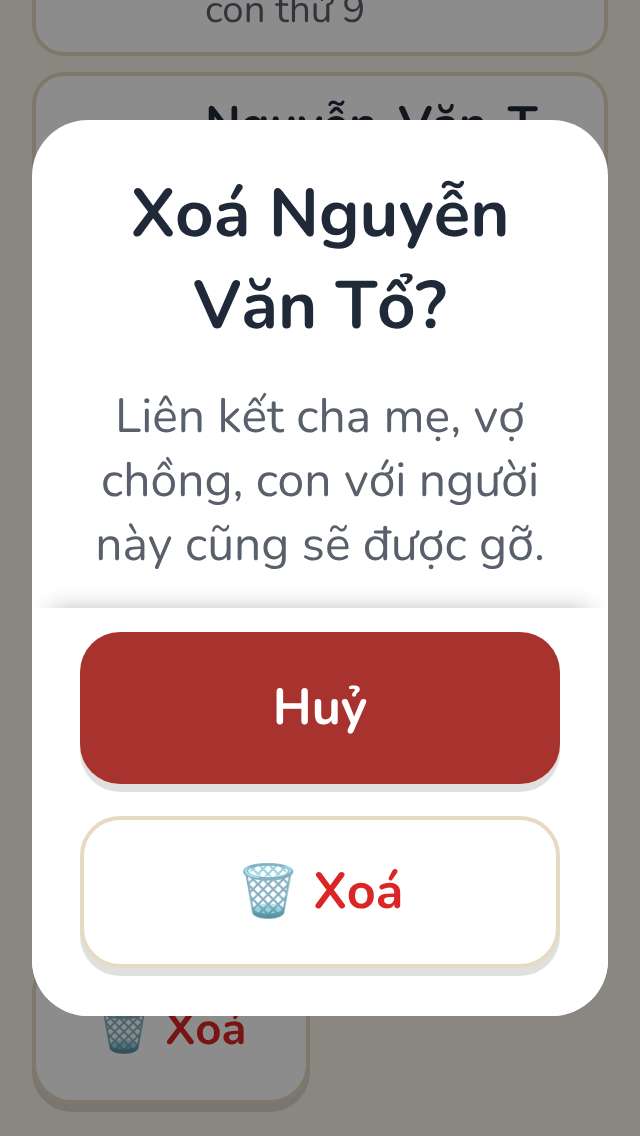 con thứ 9
Xoá Nguyễn
Văn Tổ?
Liên kết cha mẹ, vợ
chồng, con với người
này cũng sẽ được gỡ.
Huỷ
Xoá
Xoá